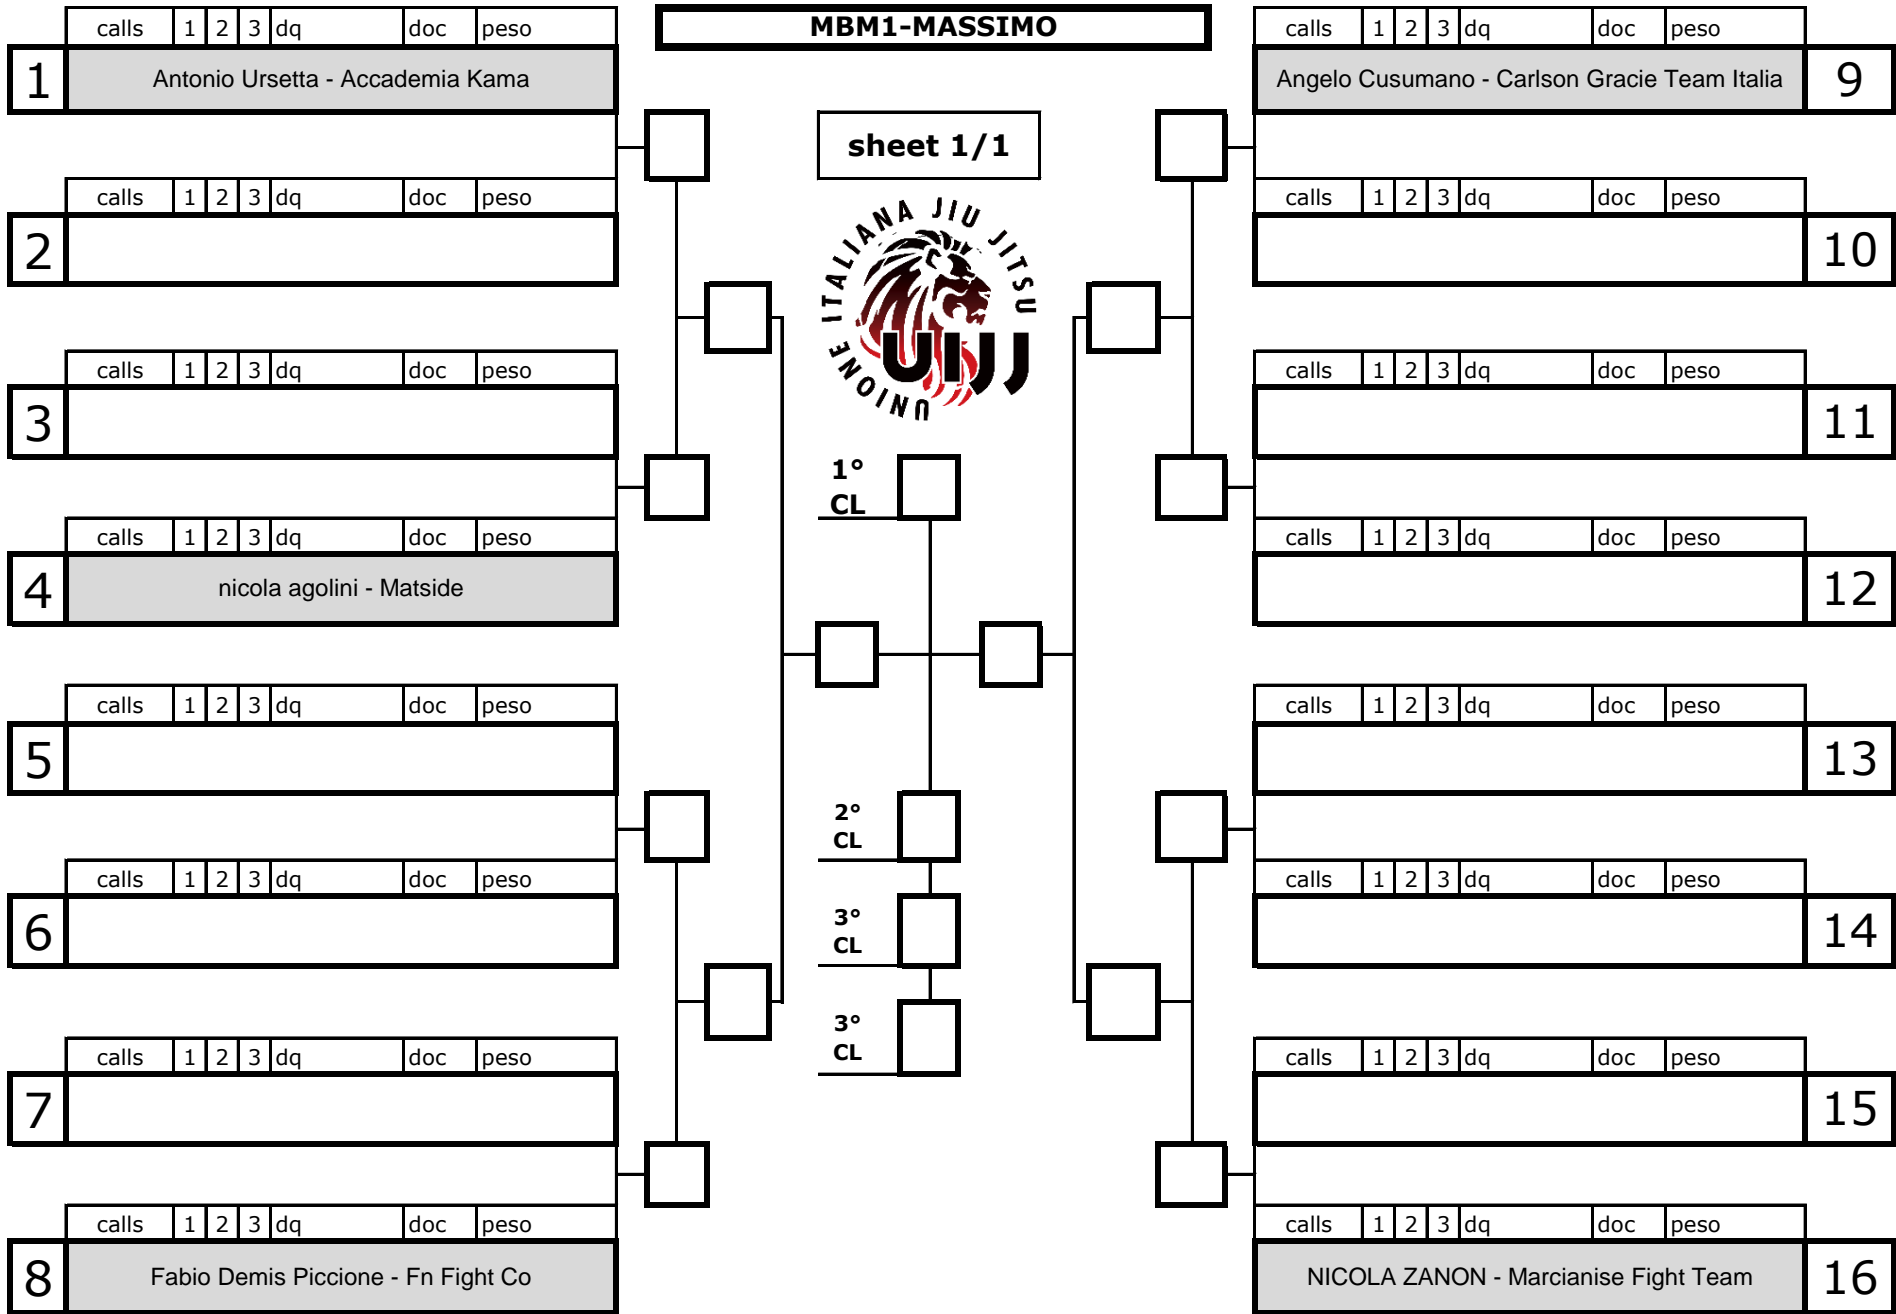 MBM1-MASSIMO
sheet 1/1
UNIONE ITALIANA JIU JITSU
UIJJ
calls 1 2 3 dq doc peso
1 Antonio Ursetta - Accademia Kama
calls 1 2 3 dq doc peso
2
calls 1 2 3 dq doc peso
3
calls 1 2 3 dq doc peso
4 nicola agolini - Matside
calls 1 2 3 dq doc peso
5
calls 1 2 3 dq doc peso
6
calls 1 2 3 dq doc peso
7
calls 1 2 3 dq doc peso
8 Fabio Demis Piccione - Fn Fight Co
1°
CL
2°
CL
3°
CL
3°
CL
calls 1 2 3 dq doc peso
Angelo Cusumano - Carlson Gracie Team Italia 9
calls 1 2 3 dq doc peso
10
calls 1 2 3 dq doc peso
11
calls 1 2 3 dq doc peso
12
calls 1 2 3 dq doc peso
13
calls 1 2 3 dq doc peso
14
calls 1 2 3 dq doc peso
15
calls 1 2 3 dq doc peso
NICOLA ZANON - Marcianise Fight Team 16